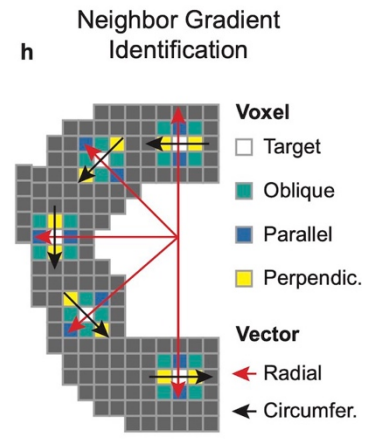 Neighbor Gradient
Identification
h
Voxel
Target
Oblique
Parallel
Perpendic.
Vector
Radial
Circumfer.